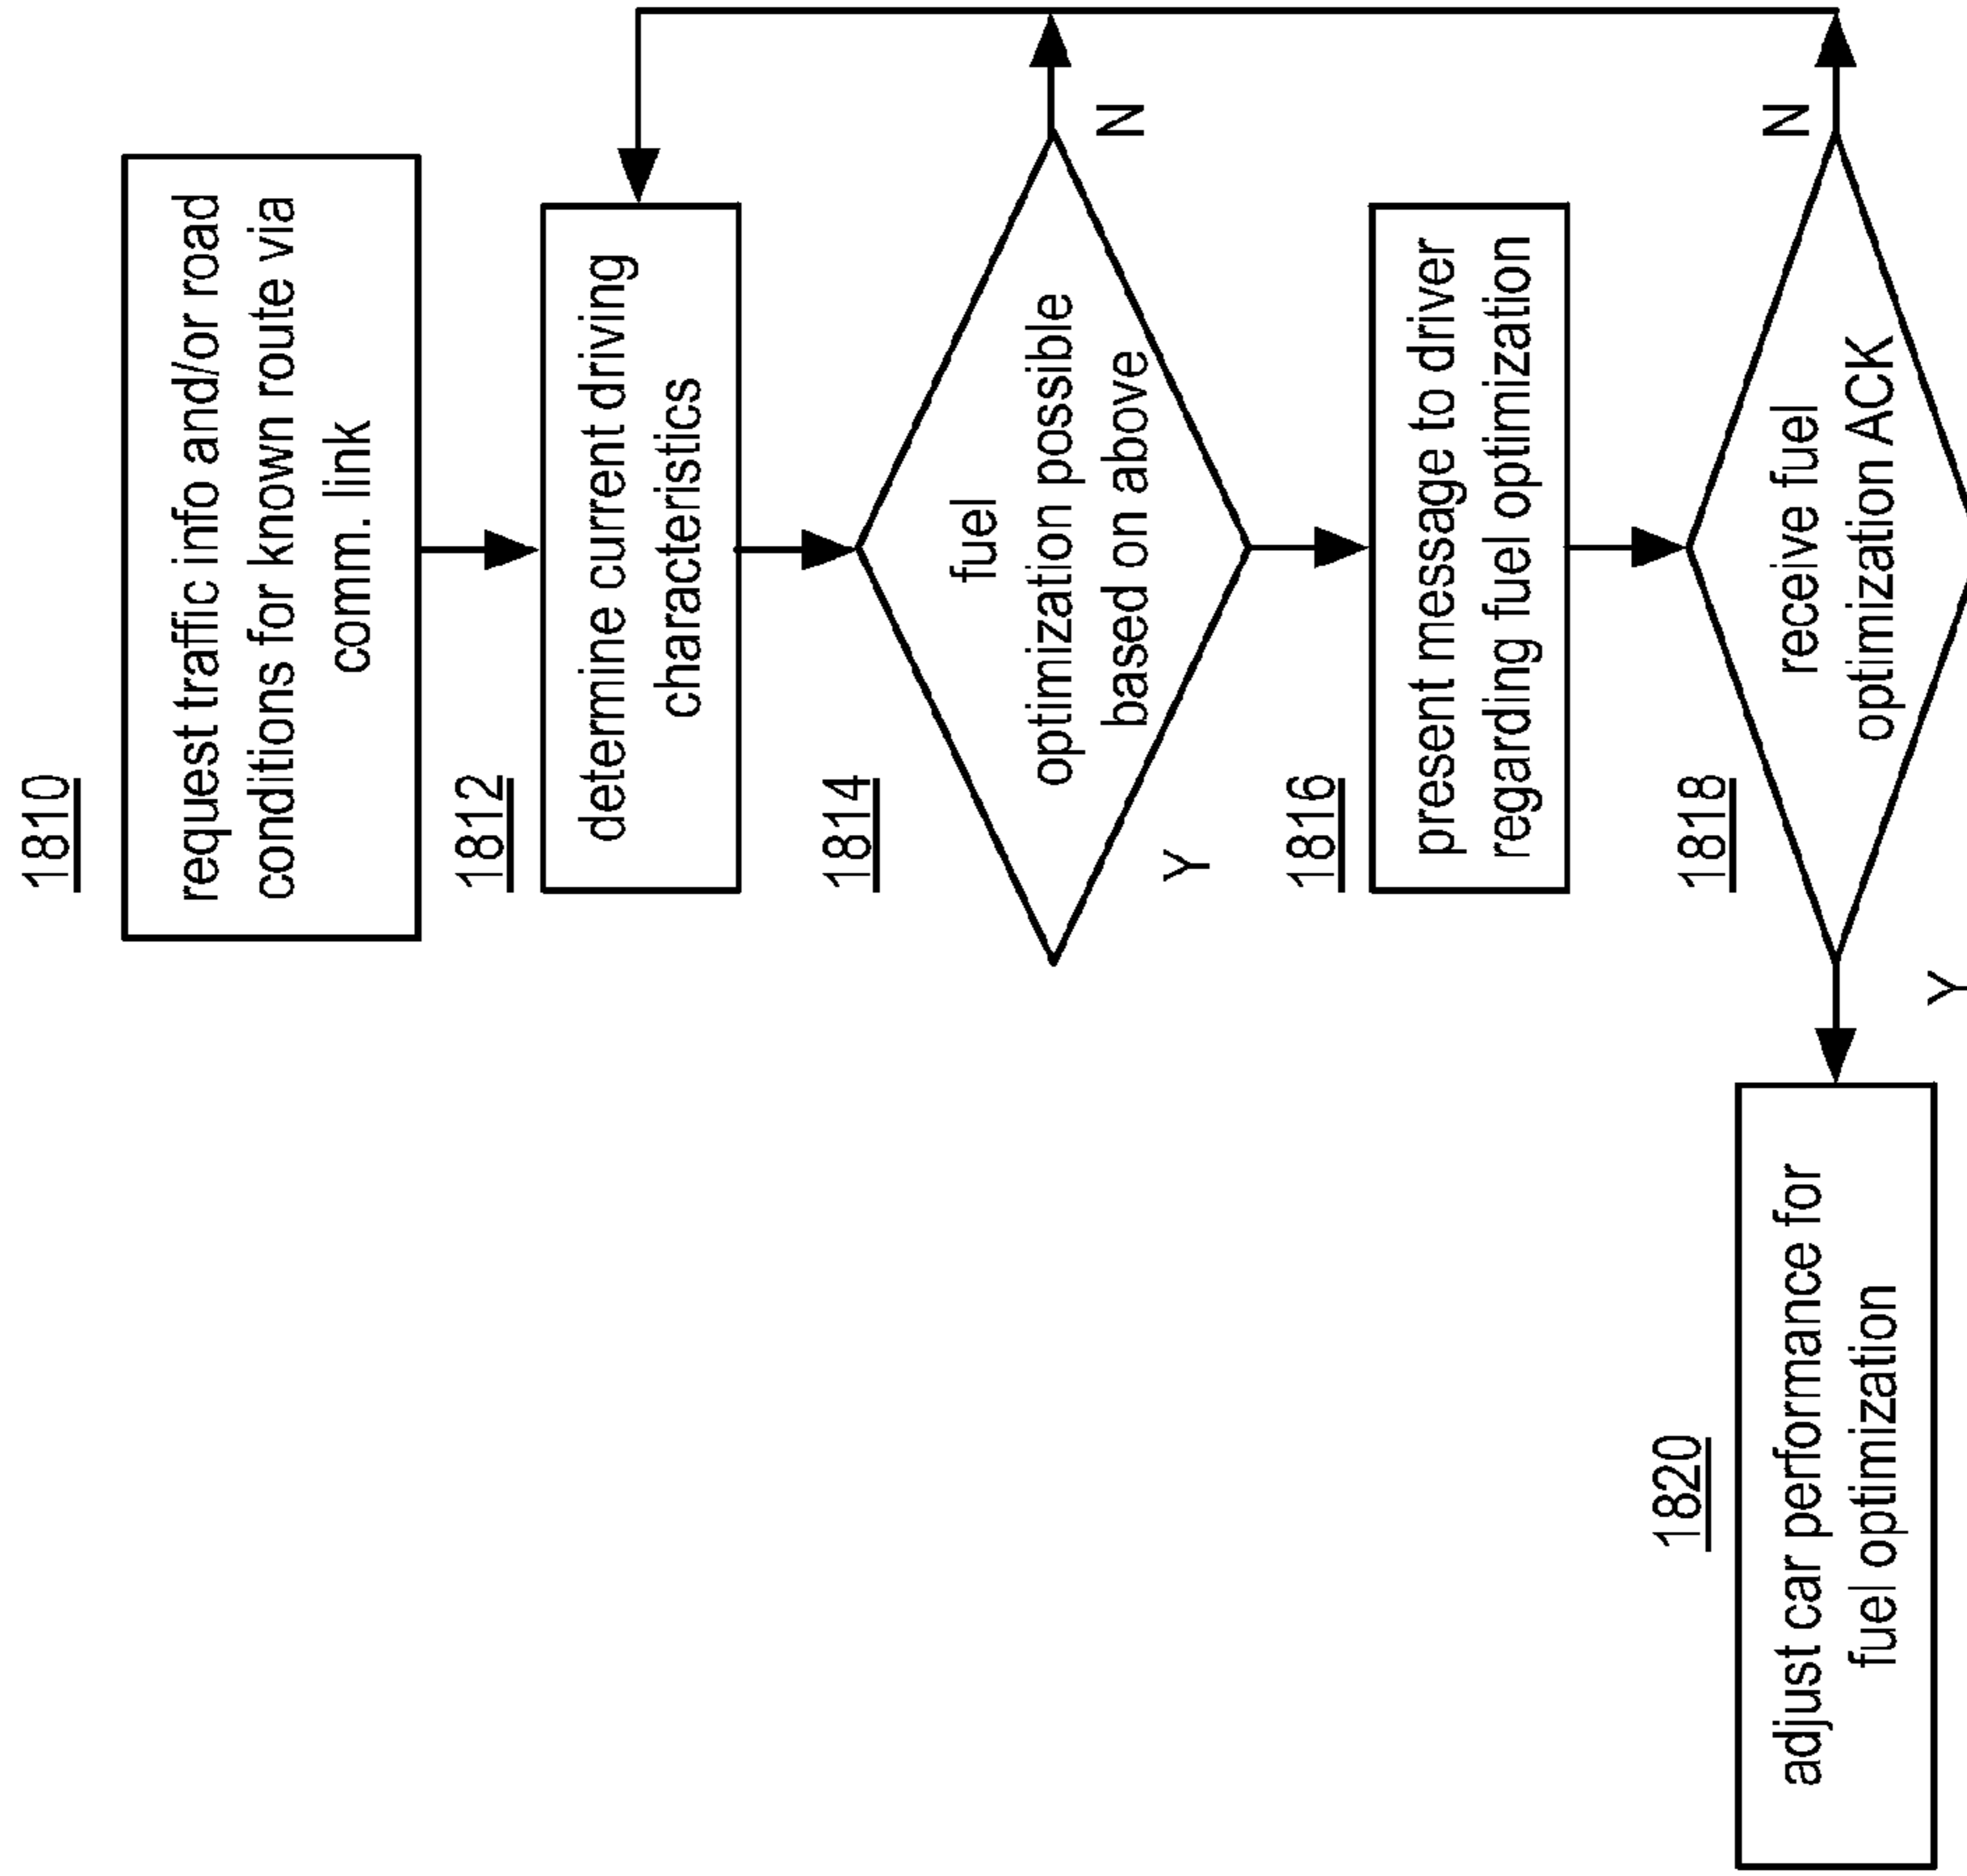 1810
request traffic info and/or road
conditions for known route via
comm. link
1812
determine current driving
characteristics
1814
fuel
optimization possible
based on above
N
Y
1816
present message to driver
regarding fuel optimization
1818
receive fuel
optimization ACK
N
Y
1820
adjust car performance for
fuel optimization